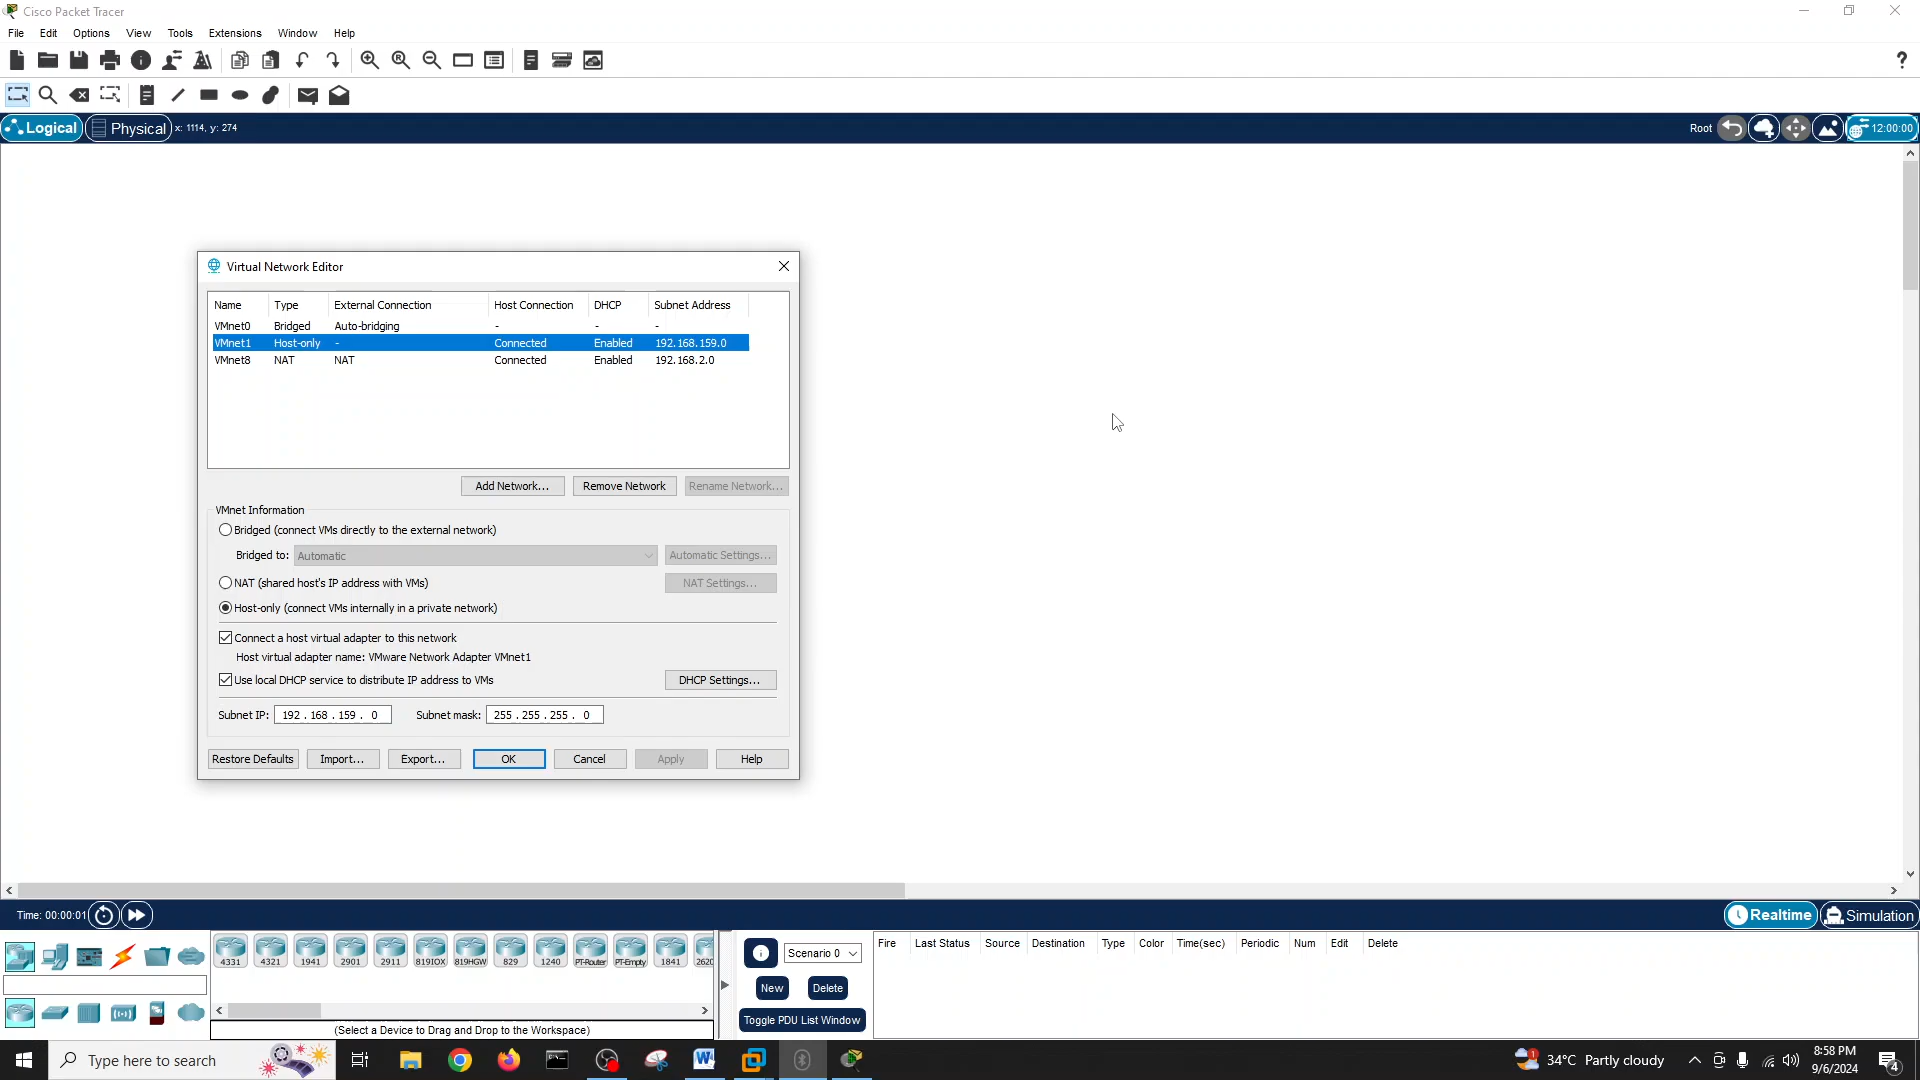 Cisco Packet Tracer
File Edit Options View Tools Extensions Window Help
?
Logical Physical x: 1114, y: 274 Root 12:00:00
Virtual Network Editor
Name Type External Connection Host Connection DHCP Subnet Address
VMnet0 Bridged Auto-bridging - - -
VMnet1 Host-only - Connected Enabled 192.168.159.0
VMnet8 NAT NAT Connected Enabled 192.168.2.0
Add Network... Remove Network Rename Network...
VMnet Information
Bridged (connect VMs directly to the external network)
Bridged to: Automatic Automatic Settings...
NAT (shared host's IP address with VMs) NAT Settings...
Host-only (connect VMs internally in a private network)
Connect a host virtual adapter to this network
Host virtual adapter name: VMware Network Adapter VMnet1
Use local DHCP service to distribute IP address to VMs DHCP Settings...
Subnet IP: 192 . 168 . 159 . 0 Subnet mask: 255 . 255 . 255 . 0
Restore Defaults Import... Export... OK Cancel Apply Help
Time: 00:00:01 Realtime Simulation
4331 4321 1941 2901 2911 819IOX 819HGW 829 1240 PT-Router PT-Empty 1841 2620
(Select a Device to Drag and Drop to the Workspace)
Scenario 0
New Delete
Toggle PDU List Window
Fire Last Status Source Destination Type Color Time(sec) Periodic Num Edit Delete
Type here to search
34°C Partly cloudy
8:58 PM
9/6/2024
4